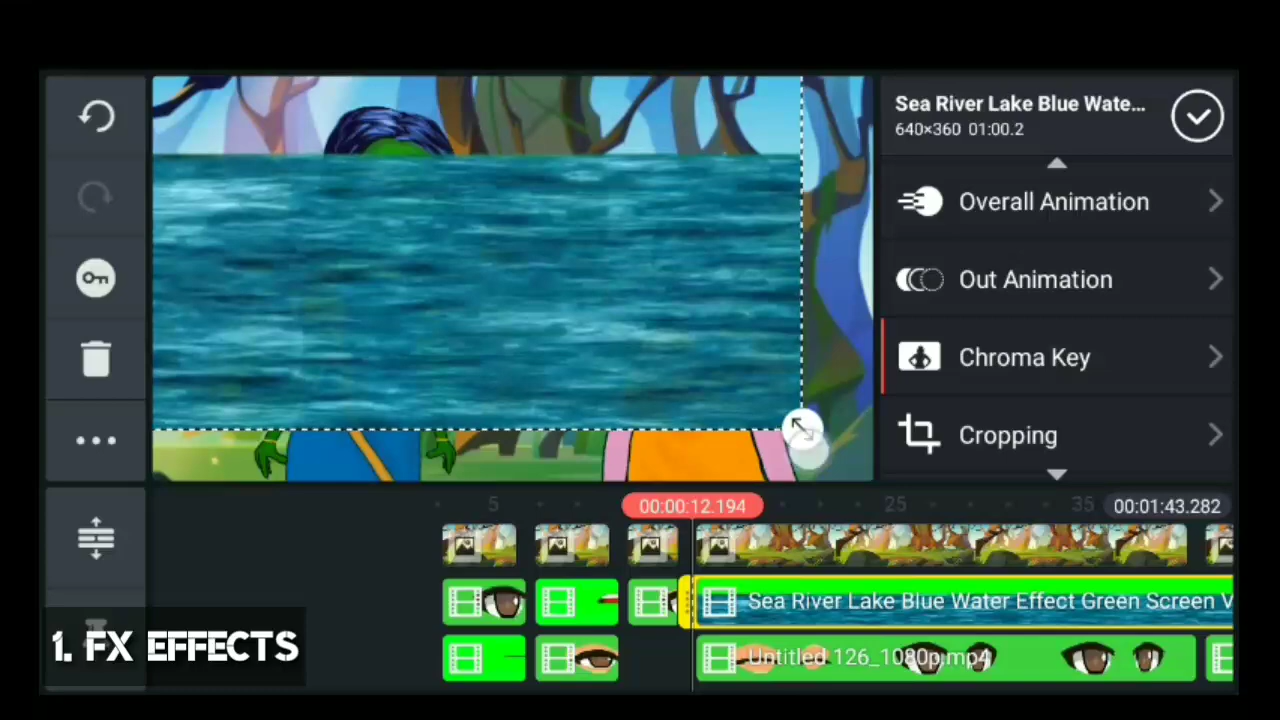 Sea River Lake Blue Wate...
640×360 01:00.2
Overall Animation
Out Animation
Chroma Key
Cropping
5
00:00:12.194
25
35
00:01:43.282
Sea River Lake Blue Water Effect Green Screen V
Untitled 126_1080p.mp4
1. FX EFFECTS